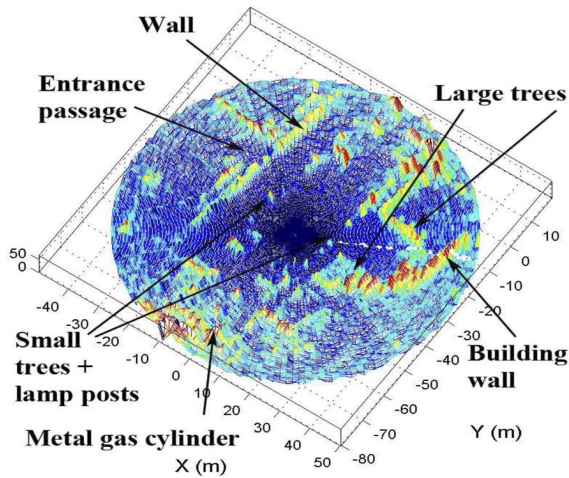 Wall
Entrance
passage
Large trees
50
0
-40
-30
-20
-10
0
10
20
30
40
50
10
0
-10
-20
-30
-40
-50
-60
-70
-80
Small
trees +
lamp posts
Building
wall
Metal gas cylinder
X (m)
Y (m)